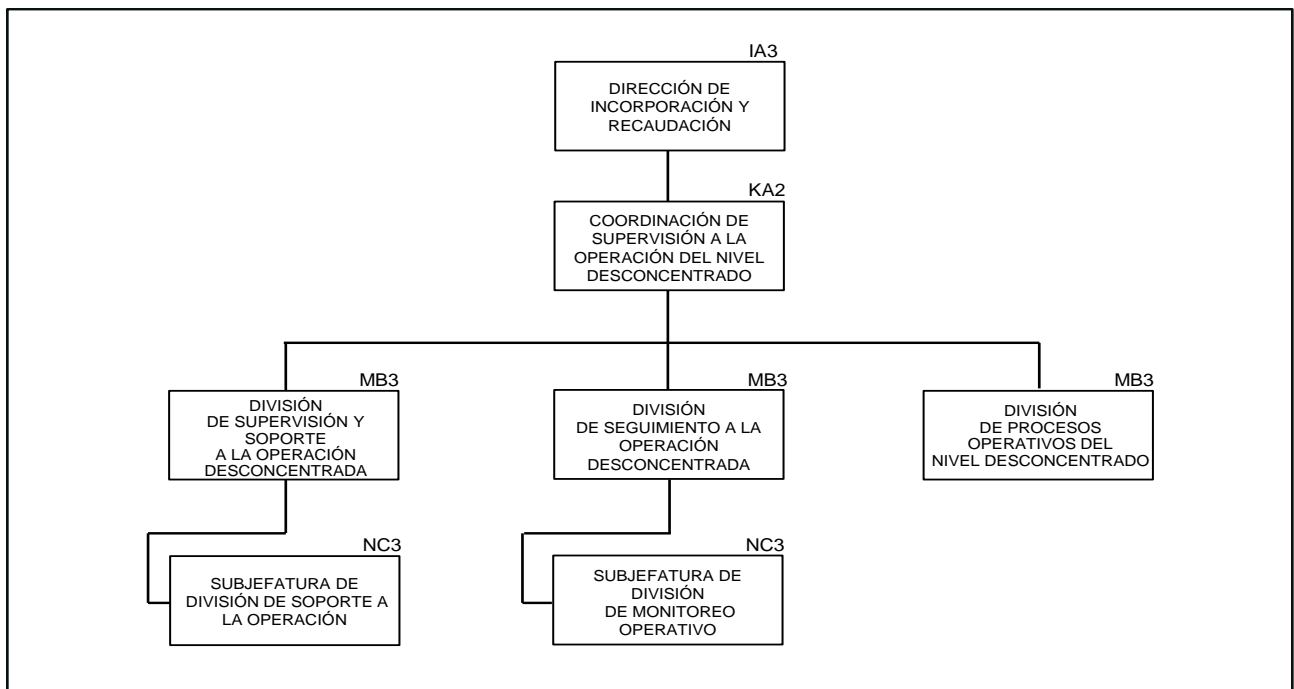 IA3
DIRECCIÓN DE
INCORPORACIÓN Y
RECAUDACIÓN
KA2
COORDINACIÓN DE
SUPERVISIÓN A LA
OPERACIÓN DEL NIVEL
DESCONCENTRADO
MB3
DIVISIÓN
DE SUPERVISIÓN Y
SOPORTE
A LA OPERACIÓN
DESCONCENTRADA
MB3
DIVISIÓN
DE SEGUIMIENTO A LA
OPERACIÓN
DESCONCENTRADA
MB3
DIVISIÓN
DE PROCESOS
OPERATIVOS DEL
NIVEL DESCONCENTRADO
NC3
SUBJEFATURA DE
DIVISIÓN DE SOPORTE A
LA OPERACIÓN
NC3
SUBJEFATURA DE
DIVISIÓN
DE MONITOREO
OPERATIVO